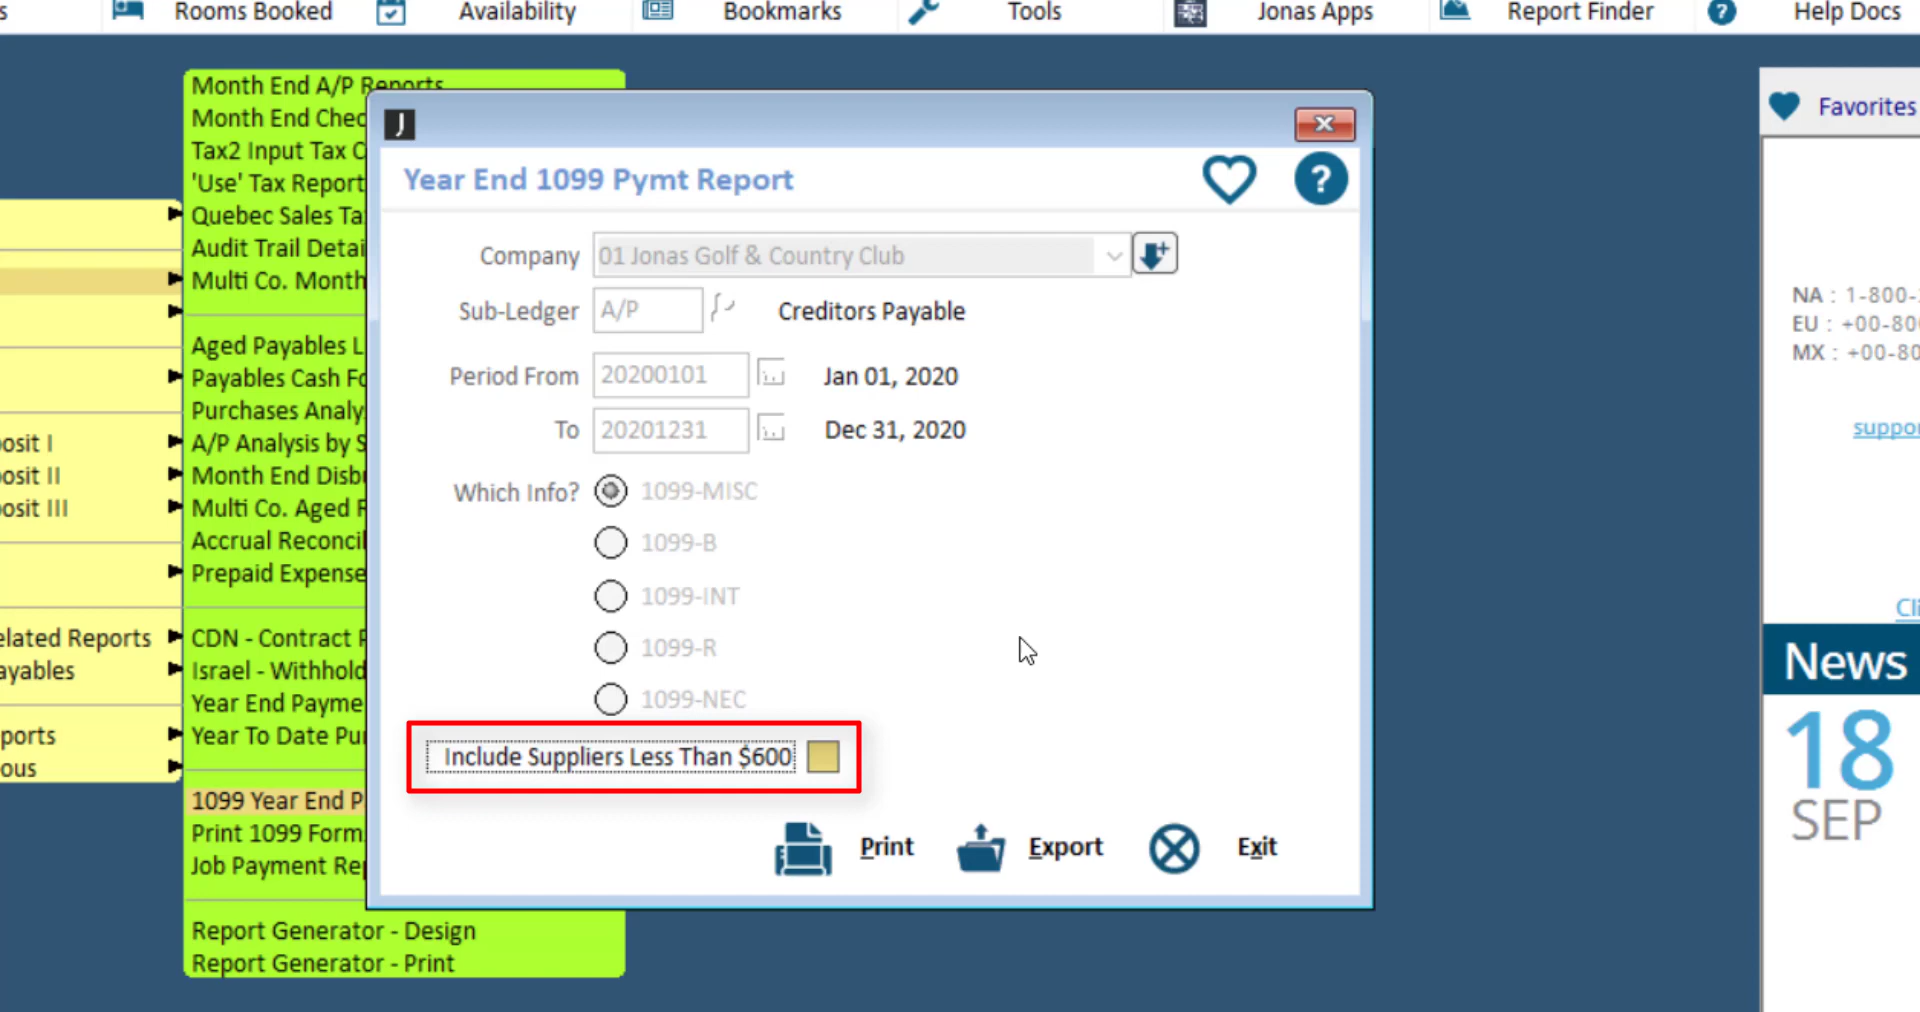 Rooms Booked
Availability
Bookmarks
Tools
Jonas Apps
Report Finder
Help Docs
Month End A/P Reports
Month End Chec
Tax2 Input Tax C
'Use' Tax Report
Quebec Sales Ta
Audit Trail Detai
Multi Co. Month
Aged Payables L
Payables Cash Fo
Purchases Analy
A/P Analysis by S
Month End Disb
Multi Co. Aged R
Accrual Reconcil
Prepaid Expense
CDN - Contract P
Israel - Withhold
Year End Payme
Year To Date Pu
1099 Year End P
Print 1099 Form
Job Payment Re
Report Generator - Design
Report Generator - Print
osit I
osit II
osit III
elated Reports
ayables
ports
ous
J
Year End 1099 Pymt Report
Company 01 Jonas Golf & Country Club
Sub-Ledger A/P Creditors Payable
Period From 20200101 Jan 01, 2020
To 20201231 Dec 31, 2020
Which Info? 1099-MISC
1099-B
1099-INT
1099-R
1099-NEC
Include Suppliers Less Than $600
Print Export Exit
Favorites
NA : 1-800-
EU : +00-80
MX : +00-80
suppo
Cli
News
18
SEP